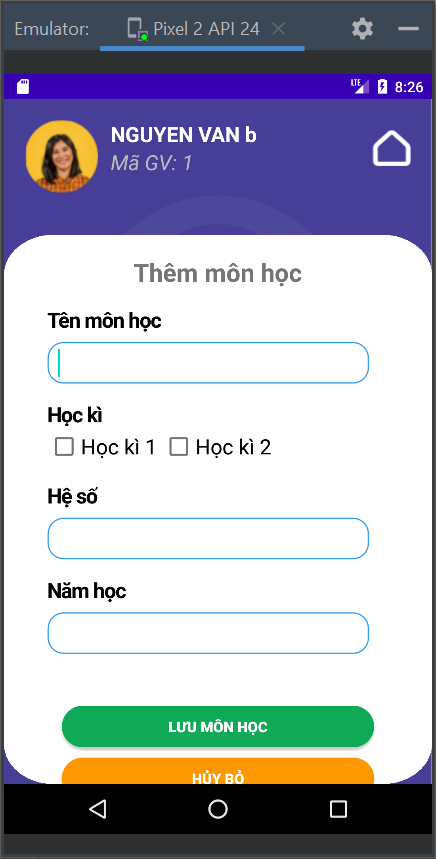 Emulator: Pixel 2 API 24
LTE 8:26
NGUYEN VAN b
Mã GV: 1
Thêm môn học
Tên môn học
Học kì
Học kì 1 Học kì 2
Hệ số
Năm học
LƯU MÔN HỌC
HỦY BỎ